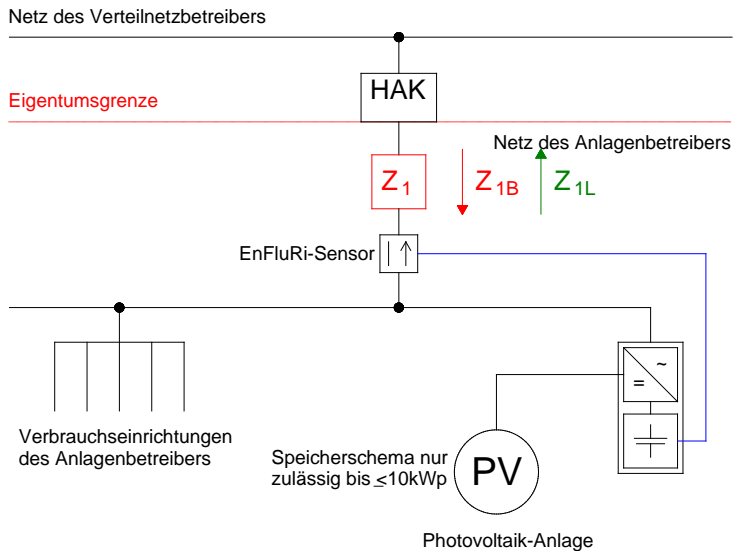 Netz des Verteilnetzbetreibers
HAK
Eigentumsgrenze
Netz des Anlagenbetreibers
Z1
Z1B
Z1L
EnFluRi-Sensor
~
=
Verbrauchseinrichtungen
des Anlagenbetreibers
Speicherschema nur
zulässig bis ≤10kWp
PV
Photovoltaik-Anlage